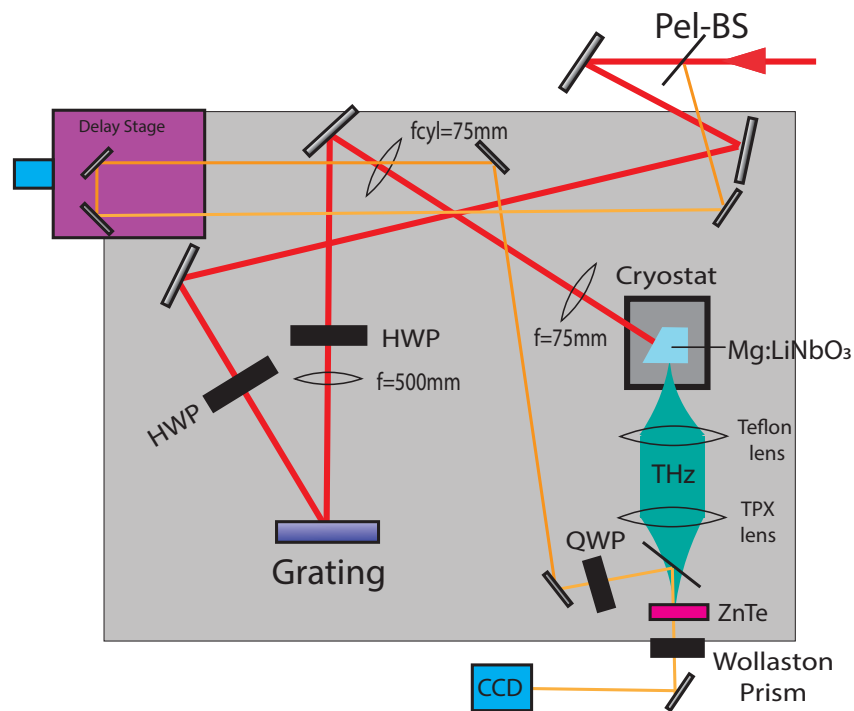 Pel-BS
Delay Stage
fcyl=75mm
Cryostat
HWP
f=75mm
Mg:LiNbO₃
f=500mm
HWP
Teflon
lens
THz
TPX
lens
QWP
Grating
ZnTe
Wollaston
Prism
CCD